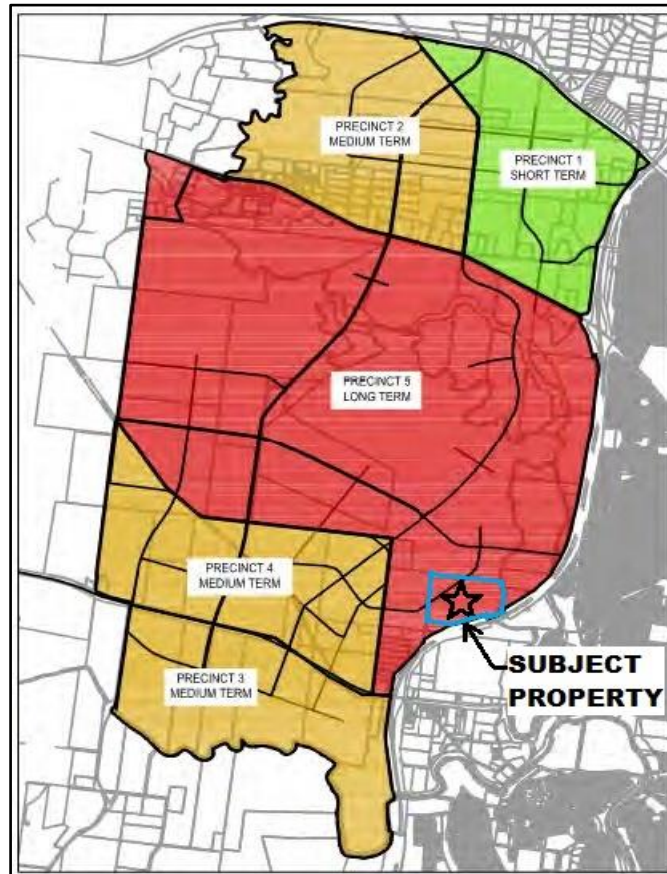 PRECINCT 2
MEDIUM TERM
PRECINCT 1
SHORT TERM
PRECINCT 5
LONG TERM
PRECINCT 4
MEDIUM TERM
PRECINCT 3
MEDIUM TERM
SUBJECT
PROPERTY